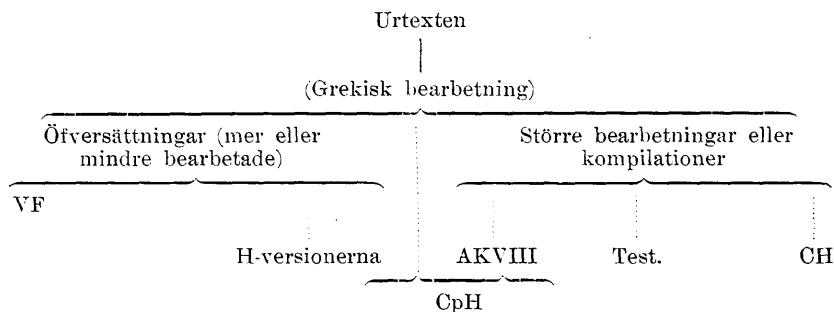 Urtexten
(Grekisk bearbetning)
Öfversättningar (mer eller
mindre bearbetade)
Större bearbetningar eller
kompilationer
VF
H-versionerna AKVIII Test. CH
CpH